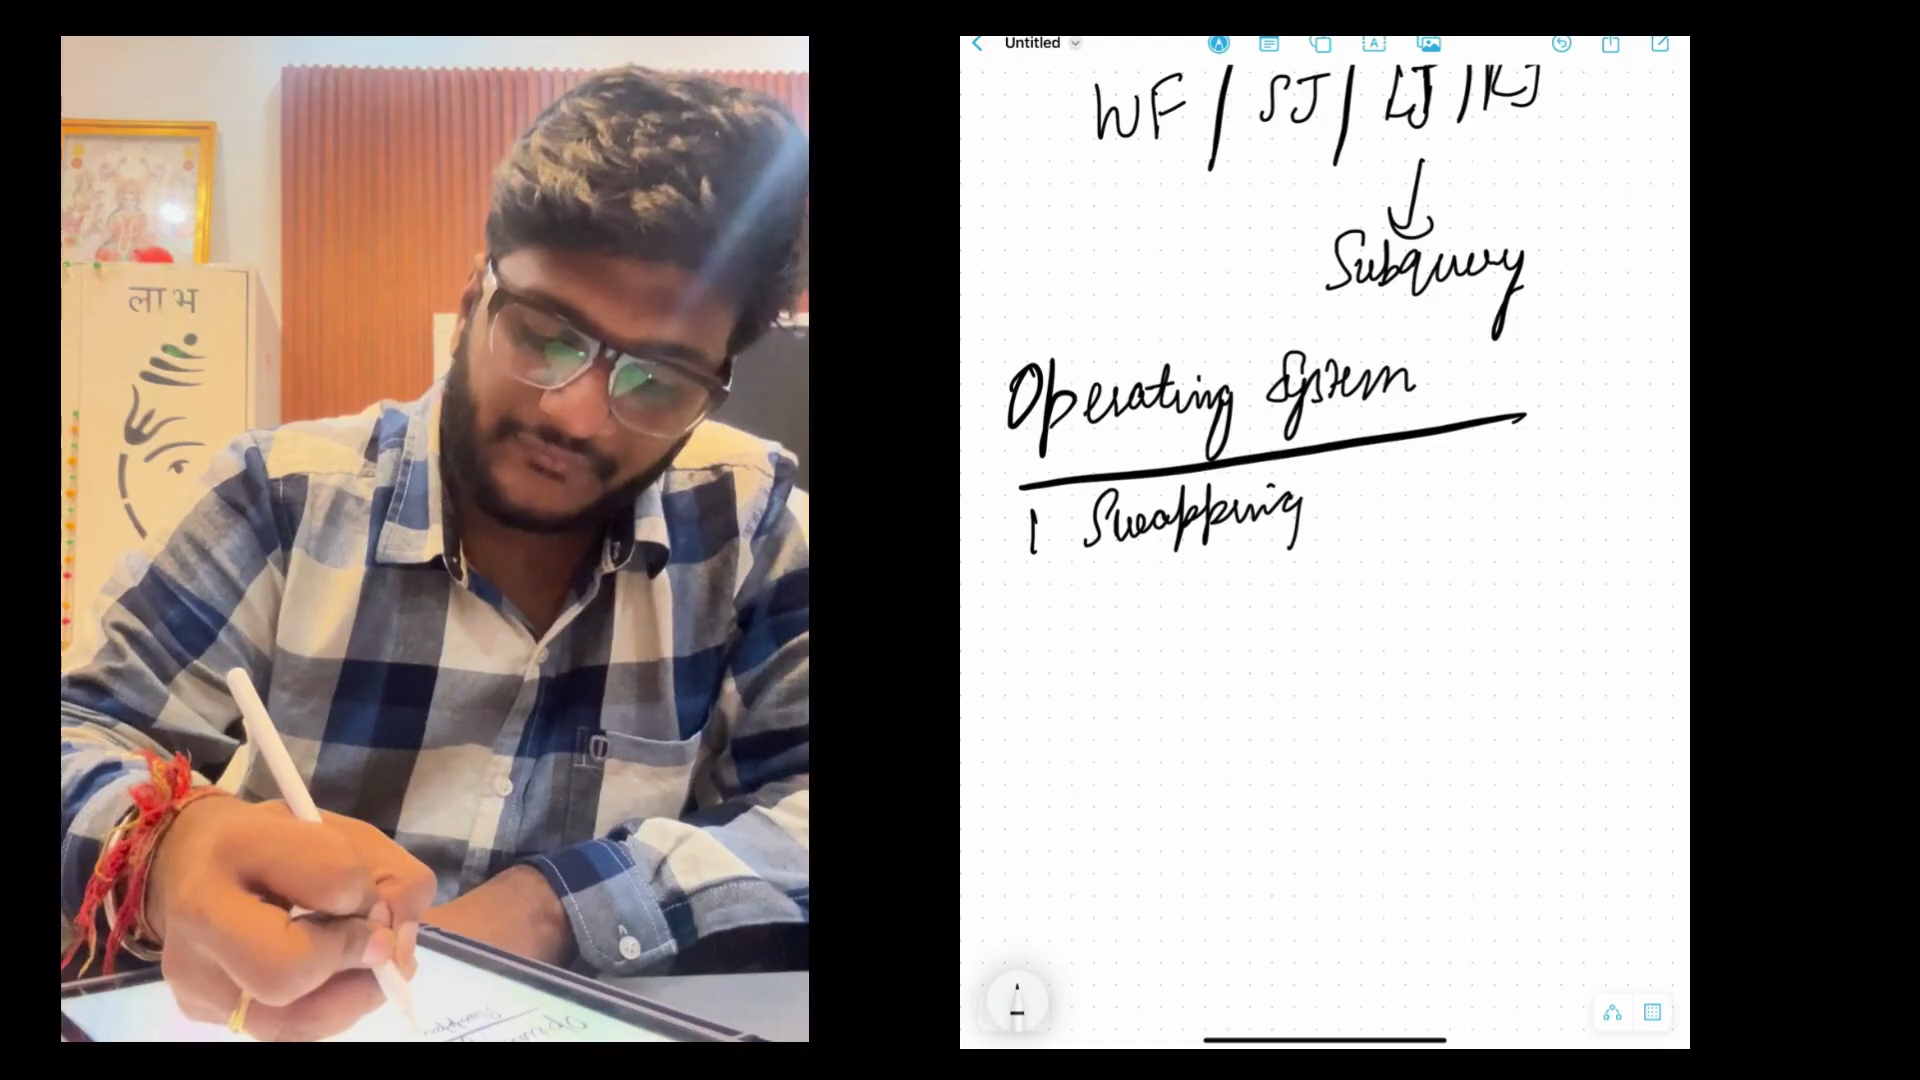 लाभ
Untitled
WF / SJ / LJ / RJ
Subquery
Operating System
1 Swapping